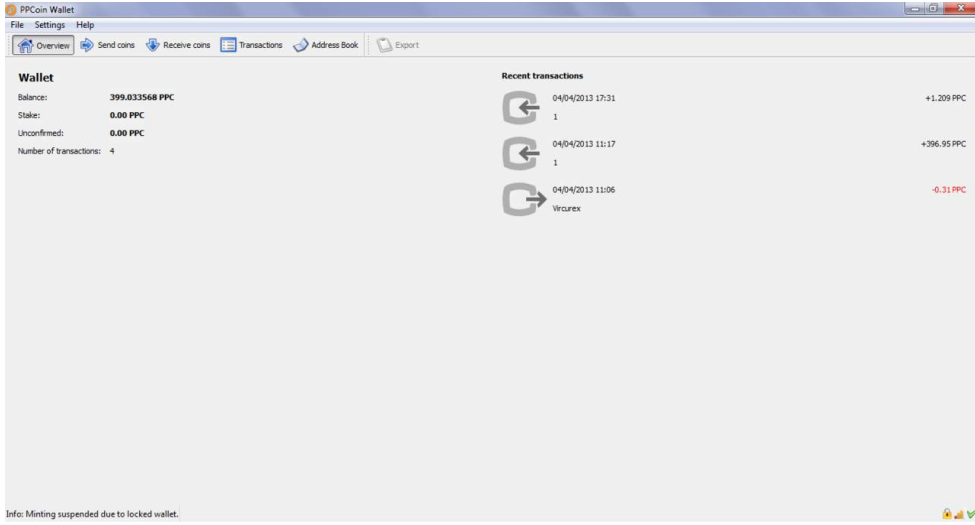 PPCoin Wallet
File Settings Help
Overview Send coins Receive coins Transactions Address Book Export
Wallet
Balance: 399.033568 PPC
Stake: 0.00 PPC
Unconfirmed: 0.00 PPC
Number of transactions: 4
Recent transactions
04/04/2013 17:31 +1.209 PPC
1
04/04/2013 11:17 +396.95 PPC
1
04/04/2013 11:06 -0.31 PPC
Vircurex
Info: Minting suspended due to locked wallet.